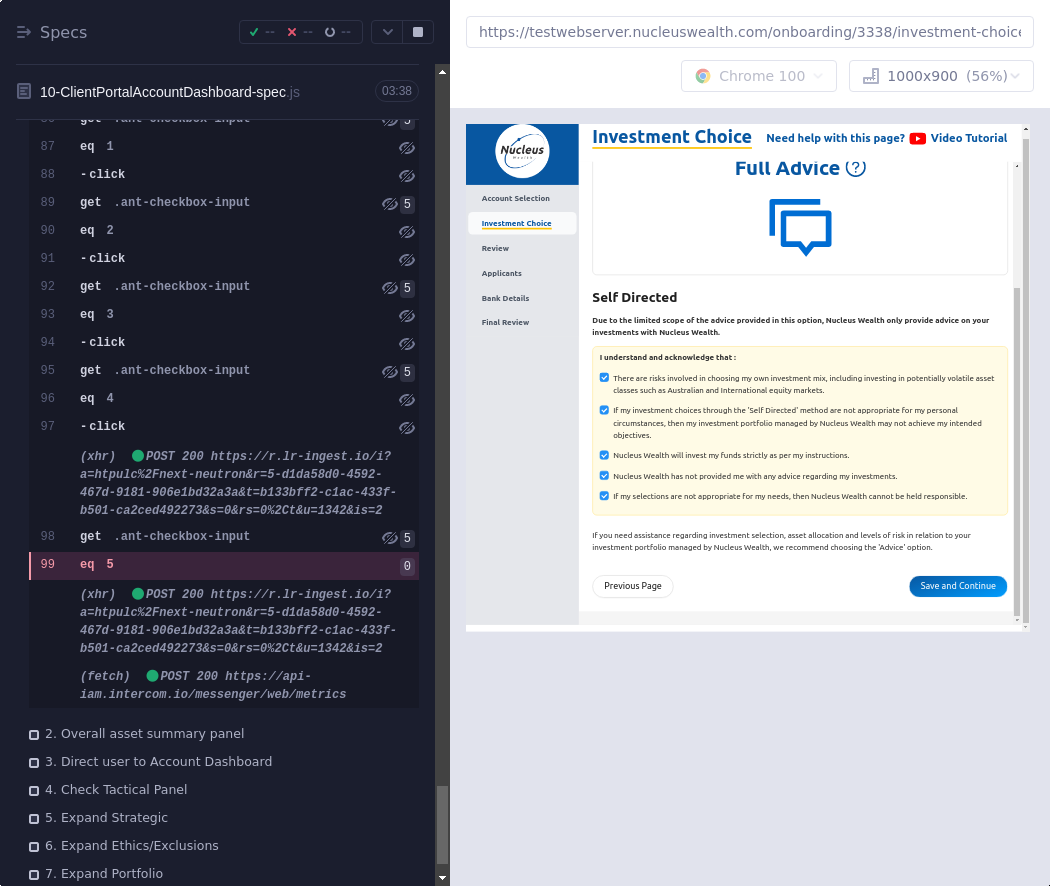 Specs
-- -- --
10-ClientPortalAccountDashboard-spec.js 03:38
86 get .ant-checkbox-input 5
87 eq 1
88 -click
89 get .ant-checkbox-input 5
90 eq 2
91 -click
92 get .ant-checkbox-input 5
93 eq 3
94 -click
95 get .ant-checkbox-input 5
96 eq 4
97 -click
(xhr) POST 200 https://r.lr-ingest.io/i?
a=htpulc%2Fnext-neutron&r=5-d1da58d0-4592-
467d-9181-906e1bd32a3a&t=b133bff2-c1ac-433f-
b501-ca2ced492273&s=0&rs=0%2Ct&u=1342&is=2
98 get .ant-checkbox-input 5
99 eq 5 0
(xhr) POST 200 https://r.lr-ingest.io/i?
a=htpulc%2Fnext-neutron&r=5-d1da58d0-4592-
467d-9181-906e1bd32a3a&t=b133bff2-c1ac-433f-
b501-ca2ced492273&s=0&rs=0%2Ct&u=1342&is=2
(fetch) POST 200 https://api-
iam.intercom.io/messenger/web/metrics
2. Overall asset summary panel
3. Direct user to Account Dashboard
4. Check Tactical Panel
5. Expand Strategic
6. Expand Ethics/Exclusions
7. Expand Portfolio
https://testwebserver.nucleuswealth.com/onboarding/3338/investment-choice
Chrome 100
1000x900 (56%)
Nucleus
Wealth
Account Selection
Investment Choice
Review
Applicants
Bank Details
Final Review
Investment Choice Need help with this page? Video Tutorial
Full Advice ?
Self Directed
Due to the limited scope of the advice provided in this option, Nucleus Wealth only provide advice on your
investments with Nucleus Wealth.
I understand and acknowledge that :
There are risks involved in choosing my own investment mix, including investing in potentially volatile asset
classes such as Australian and International equity markets.
If my investment choices through the 'Self Directed' method are not appropriate for my personal
circumstances, then my investment portfolio managed by Nucleus Wealth may not achieve my intended
objectives.
Nucleus Wealth will invest my funds strictly as per my instructions.
Nucleus Wealth has not provided me with any advice regarding my investments.
If my selections are not appropriate for my needs, then Nucleus Wealth cannot be held responsible.
If you need assistance regarding investment selection, asset allocation and levels of risk in relation to your
investment portfolio managed by Nucleus Wealth, we recommend choosing the 'Advice' option.
Previous Page
Save and Continue